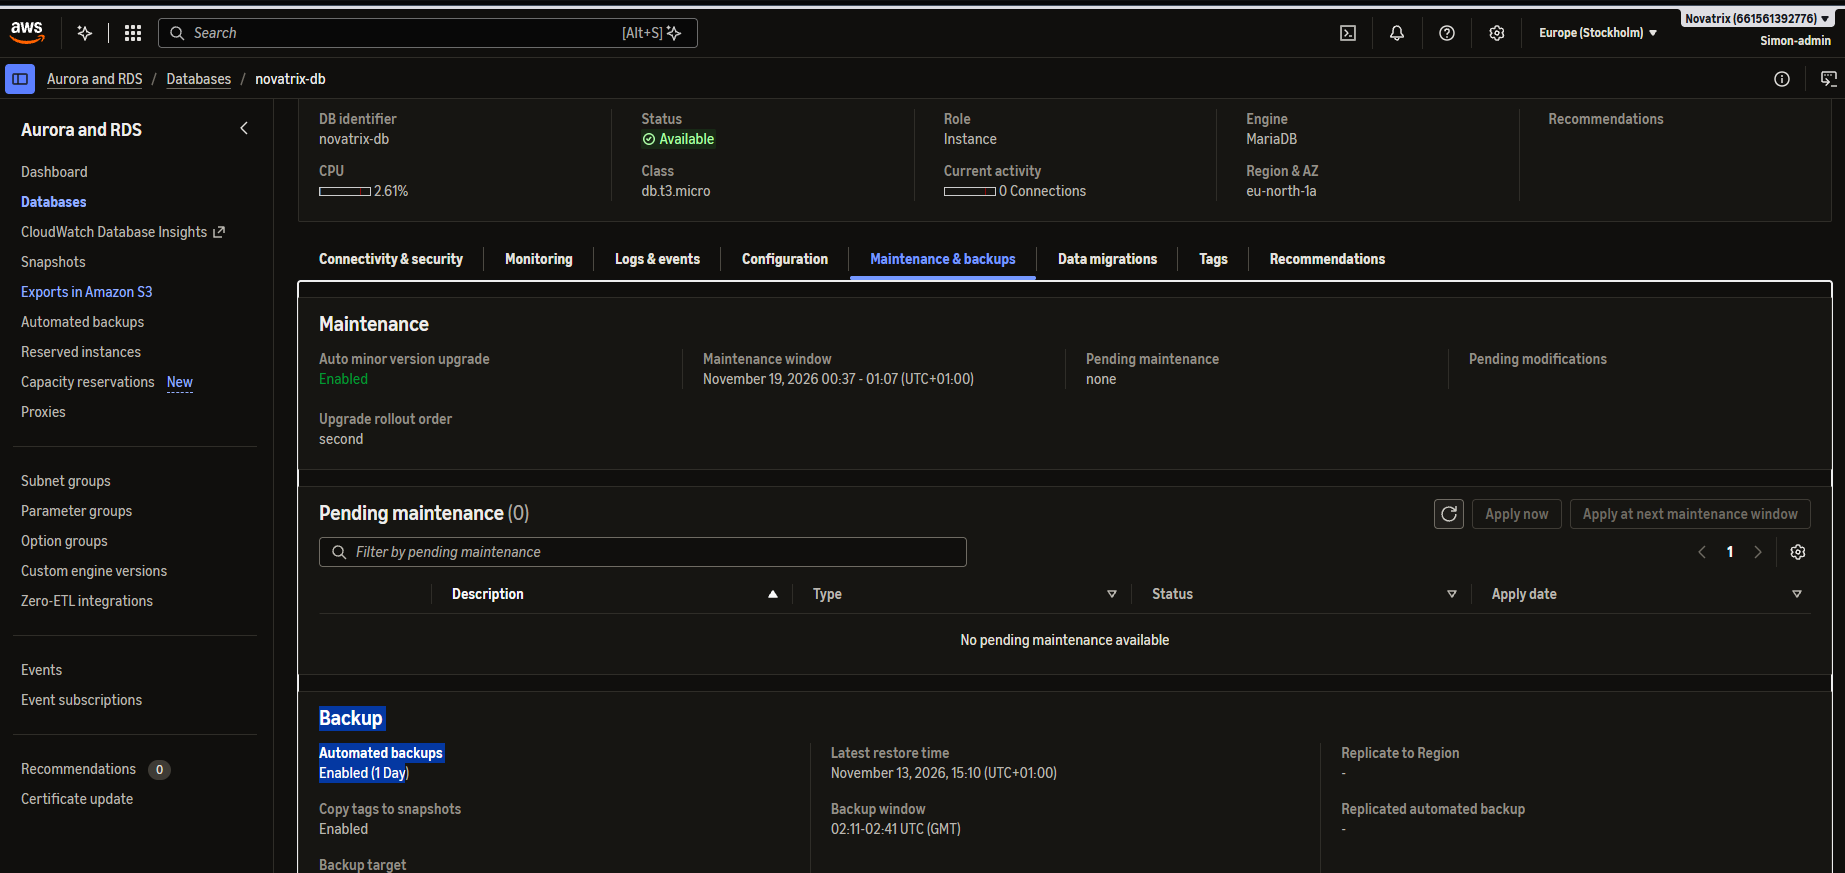 aws
Search
[Alt+S]
Europe (Stockholm)
Novatrix (661561392776)
Simon-admin
Aurora and RDS / Databases / novatrix-db
Aurora and RDS
Dashboard
Databases
CloudWatch Database Insights
Snapshots
Exports in Amazon S3
Automated backups
Reserved instances
Capacity reservations New
Proxies
Subnet groups
Parameter groups
Option groups
Custom engine versions
Zero-ETL integrations
Events
Event subscriptions
Recommendations 0
Certificate update
DB identifier
novatrix-db
Status
Available
Role
Instance
Engine
MariaDB
Recommendations
CPU
2.61%
Class
db.t3.micro
Current activity
0 Connections
Region & AZ
eu-north-1a
Connectivity & security
Monitoring
Logs & events
Configuration
Maintenance & backups
Data migrations
Tags
Recommendations
Maintenance
Auto minor version upgrade
Enabled
Maintenance window
November 19, 2026 00:37 - 01:07 (UTC+01:00)
Pending maintenance
none
Pending modifications
Upgrade rollout order
second
Pending maintenance (0)
Apply now
Apply at next maintenance window
Filter by pending maintenance
1
Description
Type
Status
Apply date
No pending maintenance available
Backup
Automated backups
Enabled (1 Day)
Latest restore time
November 13, 2026, 15:10 (UTC+01:00)
Replicate to Region
-
Copy tags to snapshots
Enabled
Backup window
02:11-02:41 UTC (GMT)
Replicated automated backup
-
Backup target